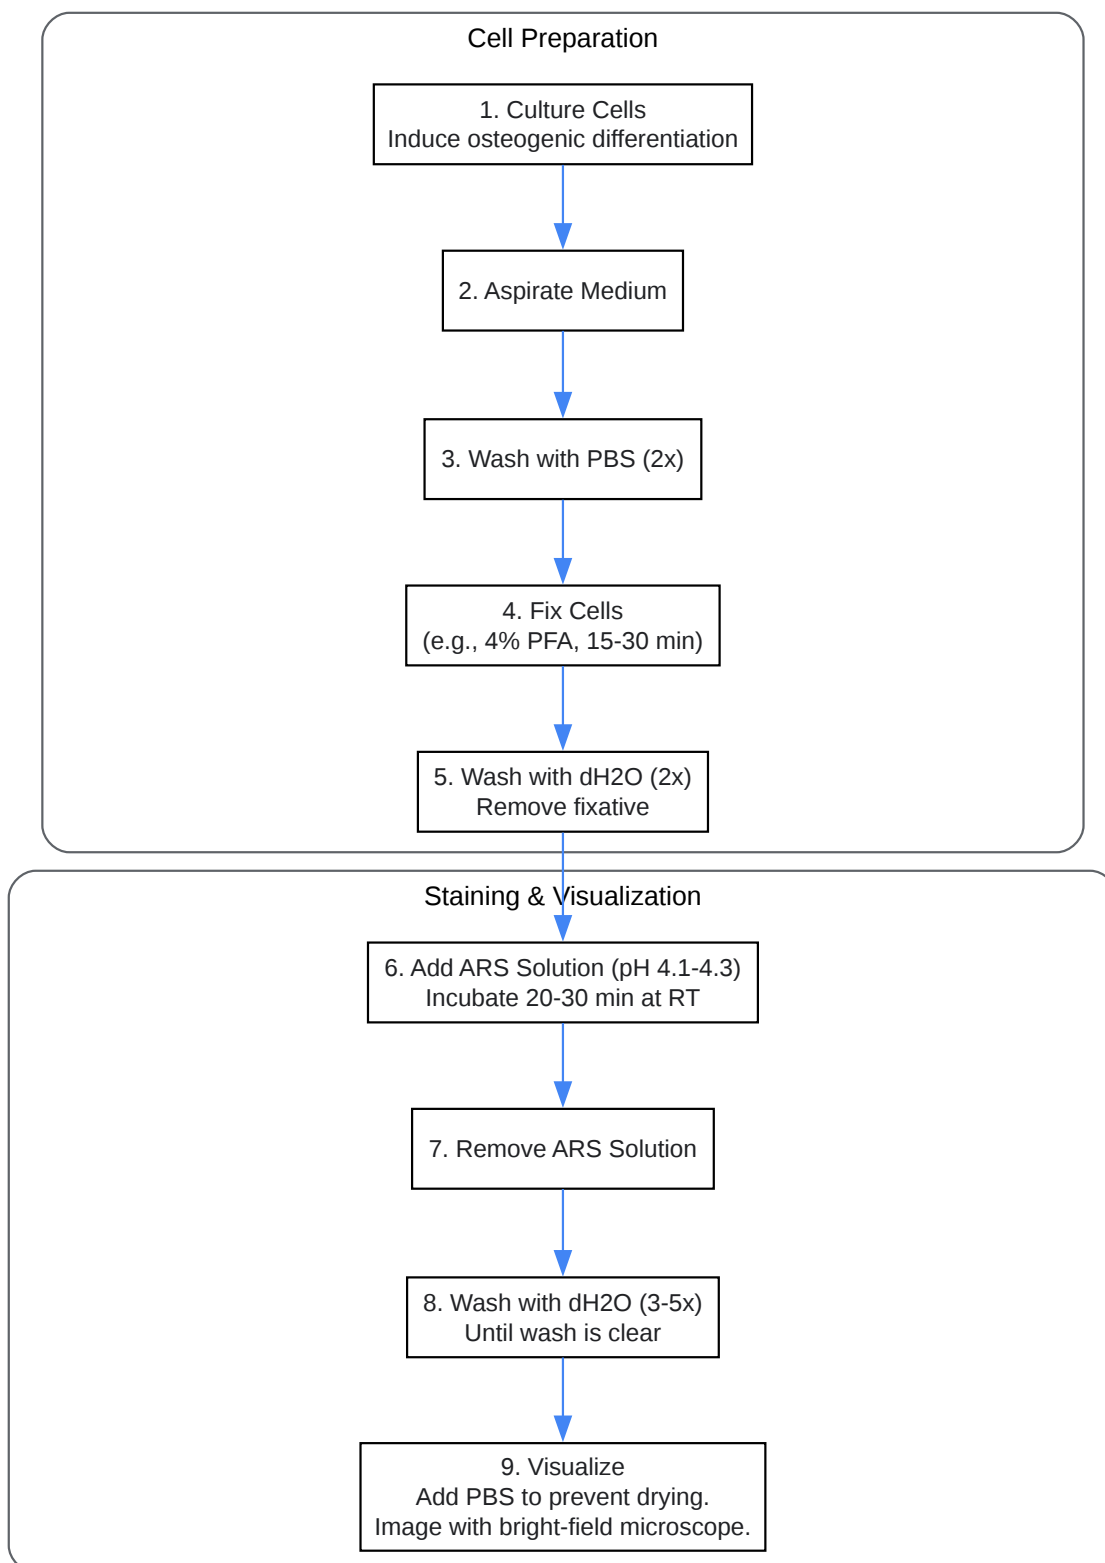 Cell Preparation
1. Culture Cells
Induce osteogenic differentiation
2. Aspirate Medium
3. Wash with PBS (2x)
4. Fix Cells
(e.g., 4% PFA, 15-30 min)
5. Wash with dH2O (2x)
Remove fixative
Staining & Visualization
6. Add ARS Solution (pH 4.1-4.3)
Incubate 20-30 min at RT
7. Remove ARS Solution
8. Wash with dH2O (3-5x)
Until wash is clear
9. Visualize
Add PBS to prevent drying.
Image with bright-field microscope.